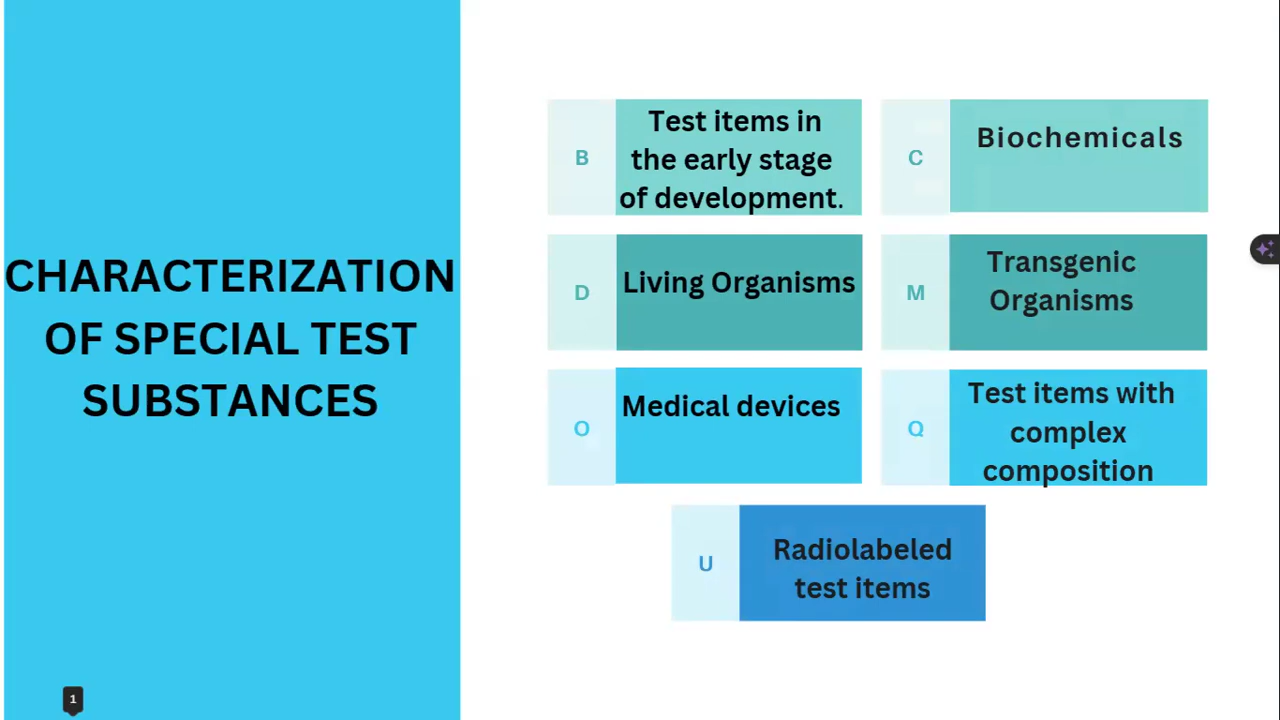 CHARACTERIZATION
OF SPECIAL TEST
SUBSTANCES
B
Test items in
the early stage
of development.
C
Biochemicals
D
Living Organisms
M
Transgenic
Organisms
O
Medical devices
Q
Test items with
complex
composition
U
Radiolabeled
test items
1